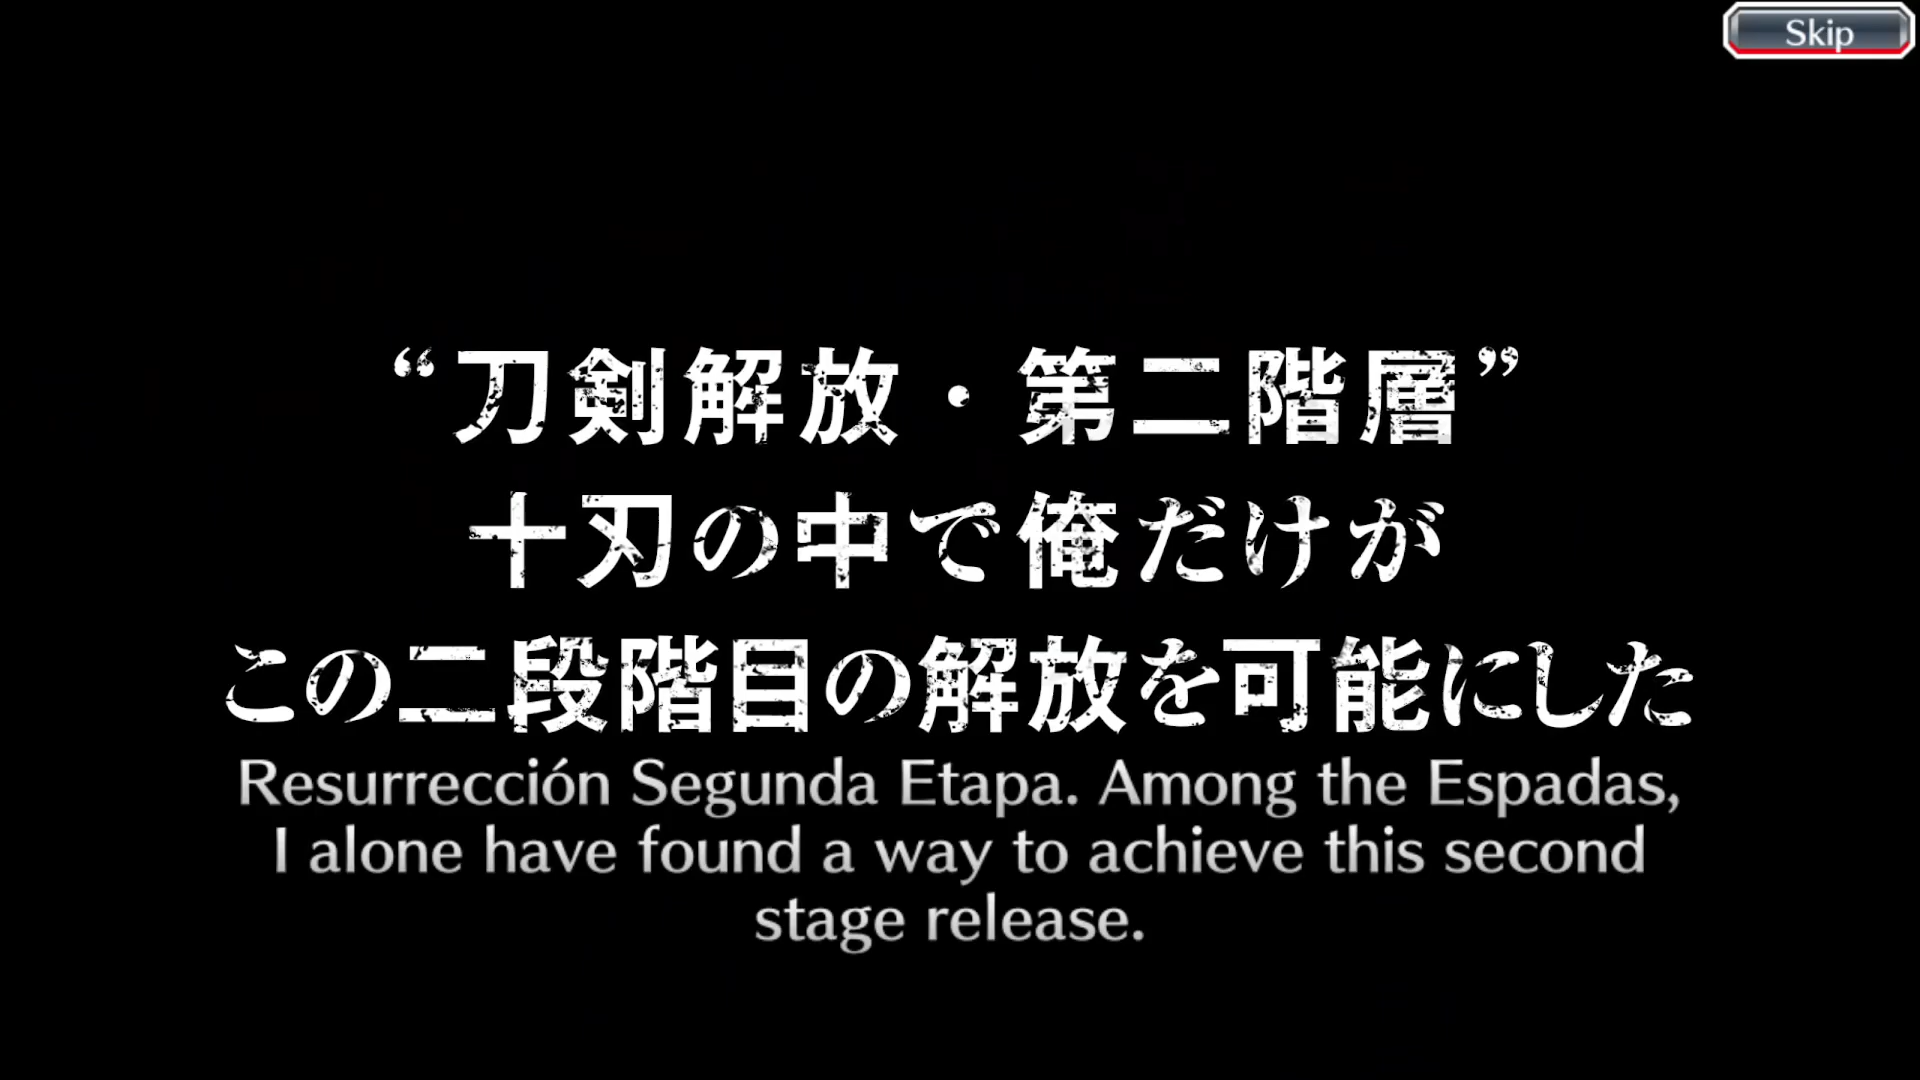 Skip
“刀剣解放・第二階層”
十刃の中で俺だけが
この二段階目の解放を可能にした
Resurrección Segunda Etapa. Among the Espadas,
I alone have found a way to achieve this second
stage release.